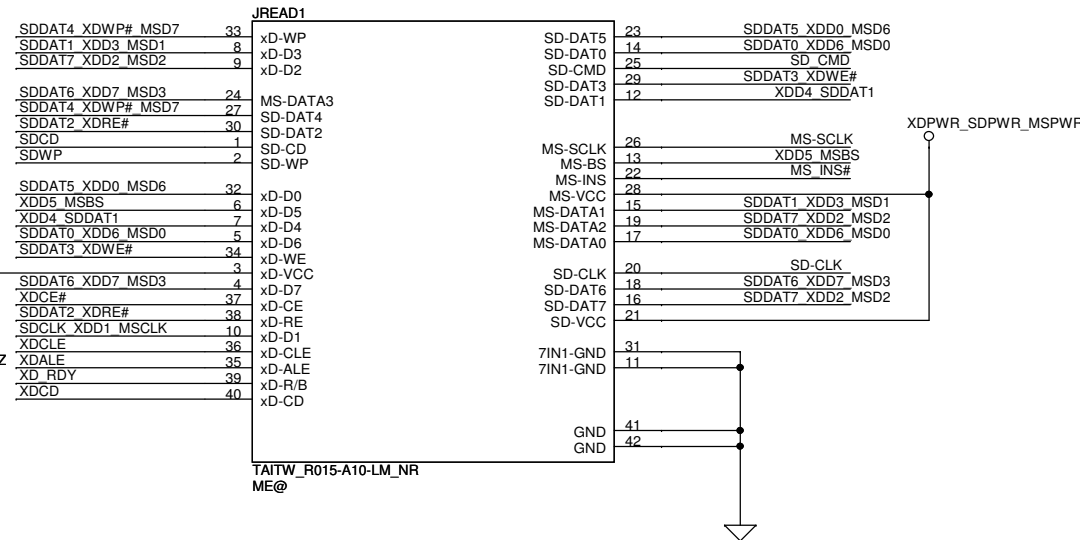 JREAD1
SDDAT4_XDWP#_MSD7 33 xD-WP
SDDAT1_XDD3_MSD1 8 xD-D3
SDDAT7_XDD2_MSD2 9 xD-D2
SDDAT6_XDD7_MSD3 24 MS-DATA3
SDDAT4_XDWP#_MSD7 27 SD-DAT4
SDDAT2_XDRE# 30 SD-DAT2
SDCD 1 SD-CD
SDWP 2 SD-WP
SDDAT5_XDD0_MSD6 32 xD-D0
XDD5_MSBS 6 xD-D5
XDD4_SDDAT1 7 xD-D4
SDDAT0_XDD6_MSD0 5 xD-D6
SDDAT3_XDWE# 34 xD-WE
3 xD-VCC
SDDAT6_XDD7_MSD3 4 xD-D7
XDCE# 37 xD-CE
SDDAT2_XDRE# 38 xD-RE
SDCLK_XDD1_MSCLK 10 xD-D1
XDCLE 36 xD-CLE
Z XDALE 35 xD-ALE
XD_RDY 39 xD-R/B
XDCD 40 xD-CD
SD-DAT5 23 SDDAT5_XDD0_MSD6
SD-DAT0 14 SDDAT0_XDD6_MSD0
SD-CMD 25 SD_CMD
SD-DAT3 29 SDDAT3_XDWE#
SD-DAT1 12 XDD4_SDDAT1
XDPWR_SDPWR_MSPWR
MS-SCLK 26 MS-SCLK
MS-BS 13 XDD5_MSBS
MS-INS 22 MS_INS#
MS-VCC 28
MS-DATA1 15 SDDAT1_XDD3_MSD1
MS-DATA2 19 SDDAT7_XDD2_MSD2
MS-DATA0 17 SDDAT0_XDD6_MSD0
SD-CLK 20 SD-CLK
SD-DAT6 18 SDDAT6_XDD7_MSD3
SD-DAT7 16 SDDAT7_XDD2_MSD2
SD-VCC 21
7IN1-GND 31
7IN1-GND 11
GND 41
GND 42
TAITW_R015-A10-LM_NR
ME@